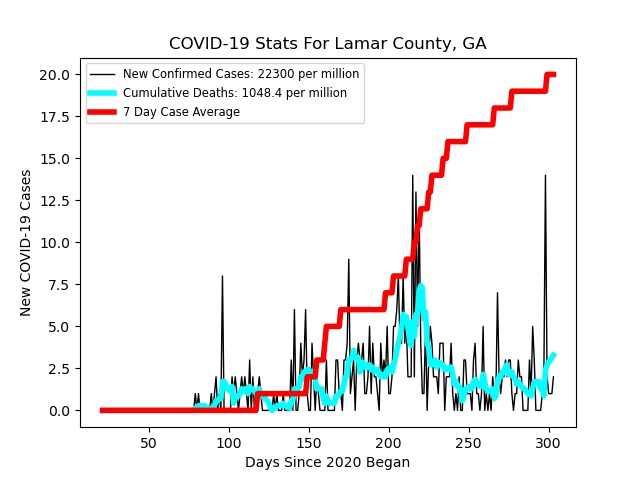 COVID-19 Stats For Lamar County, GA
New Confirmed Cases: 22300 per million
Cumulative Deaths: 1048.4 per million
7 Day Case Average
New COVID-19 Cases
20.0
17.5
15.0
12.5
10.0
7.5
5.0
2.5
0.0
50 100 150 200 250 300
Days Since 2020 Began